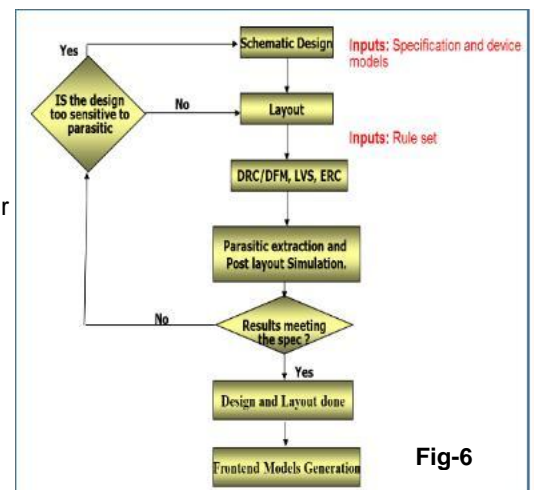 Schematic Design
Inputs: Specification and device
models
Yes
IS the design
too sensitive to
parasitic
No
Layout
Inputs: Rule set
DRC/DFM, LVS, ERC
r
Parasitic extraction and
Post layout Simulation.
No
Results meeting
the spec ?
Yes
Design and Layout done
Frontend Models Generation
Fig-6